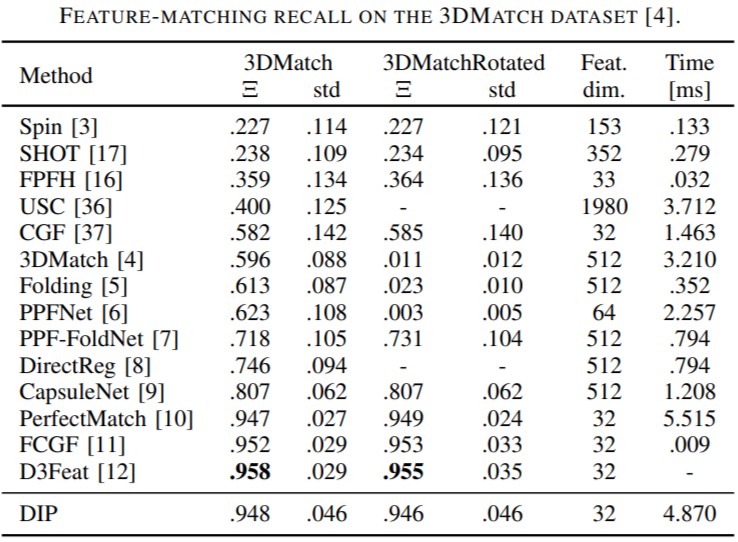 FEATURE-MATCHING RECALL ON THE 3DMATCH DATASET [4].
Method 3DMatch 3DMatchRotated Feat. Time
Ξ std Ξ std dim. [ms]
Spin [3] .227 .114 .227 .121 153 .133
SHOT [17] .238 .109 .234 .095 352 .279
FPFH [16] .359 .134 .364 .136 33 .032
USC [36] .400 .125 - - 1980 3.712
CGF [37] .582 .142 .585 .140 32 1.463
3DMatch [4] .596 .088 .011 .012 512 3.210
Folding [5] .613 .087 .023 .010 512 .352
PPFNet [6] .623 .108 .003 .005 64 2.257
PPF-FoldNet [7] .718 .105 .731 .104 512 .794
DirectReg [8] .746 .094 - - 512 .794
CapsuleNet [9] .807 .062 .807 .062 512 1.208
PerfectMatch [10] .947 .027 .949 .024 32 5.515
FCGF [11] .952 .029 .953 .033 32 .009
D3Feat [12] .958 .029 .955 .035 32 -
DIP .948 .046 .946 .046 32 4.870